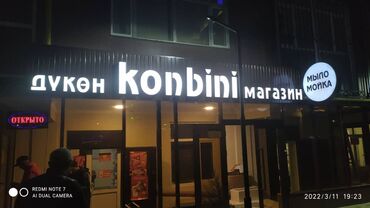 дүкөн konbini магазин
МЫЛО
МОЙКА
ОТКРЫТО
REDMI NOTE 7
AI DUAL CAMERA
2022/3/11 19:23